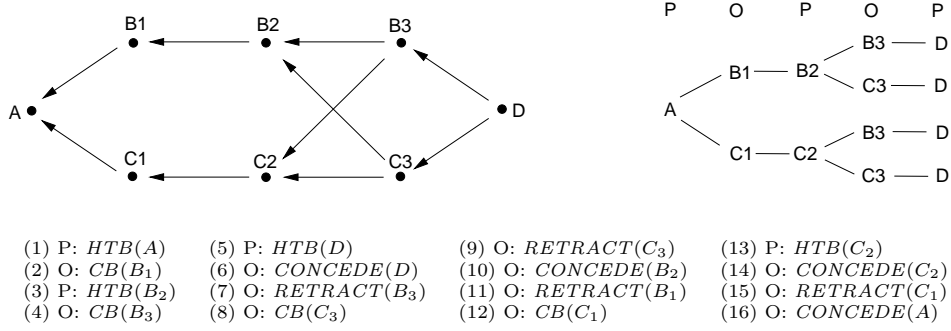 B1 B2 B3
A D
C1 C2 C3
P O P O P
B3 D
B1 B2
C3 D
A
B3 D
C1 C2
C3 D
(1) P: HTB(A)
(2) O: CB(B₁)
(3) P: HTB(B₂)
(4) O: CB(B₃)
(5) P: HTB(D)
(6) O: CONCEDE(D)
(7) O: RETRACT(B₃)
(8) O: CB(C₃)
(9) O: RETRACT(C₃)
(10) O: CONCEDE(B₂)
(11) O: RETRACT(B₁)
(12) O: CB(C₁)
(13) P: HTB(C₂)
(14) O: CONCEDE(C₂)
(15) O: RETRACT(C₁)
(16) O: CONCEDE(A)